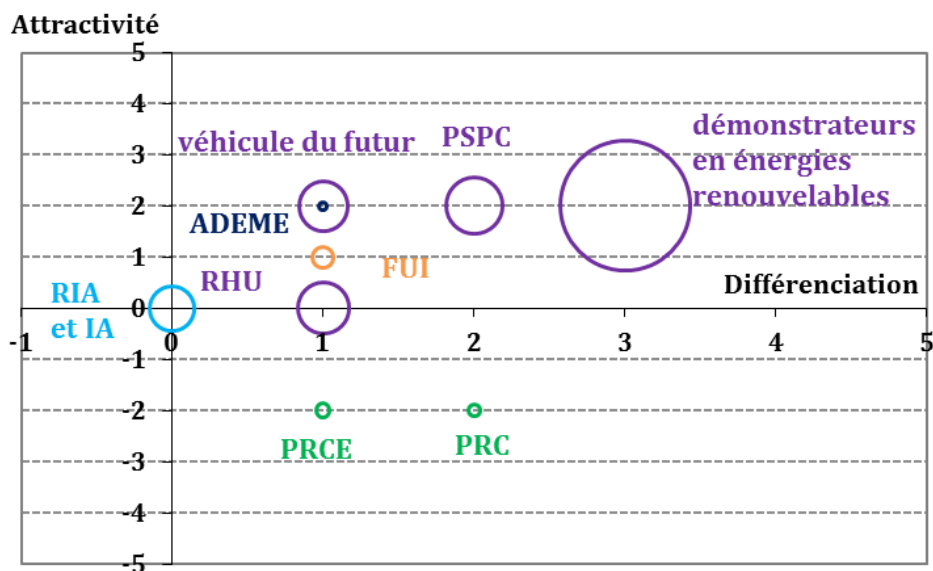 Attractivité
5
4
démonstrateurs
véhicule du futur
PSPC
3
en énergies
renouvelables
2
ADEME
1
FUI
RHU
Différenciation
RIA
et IA
0
-1
0
1
2
3
4
5
-1
-2
PRCE
PRC
-3
-4
-5